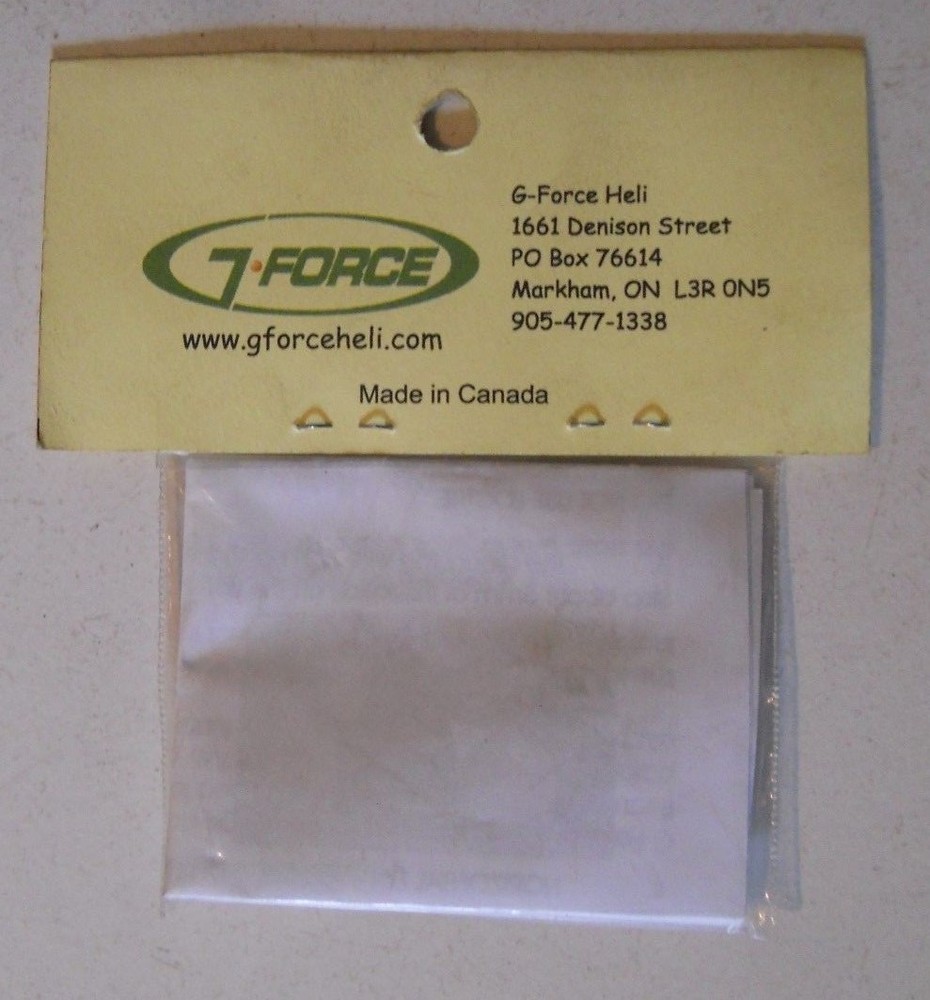 G-FORCE
www.gforceheli.com
G-Force Heli
1661 Denison Street
PO Box 76614
Markham, ON L3R 0N5
905-477-1338
Made in Canada